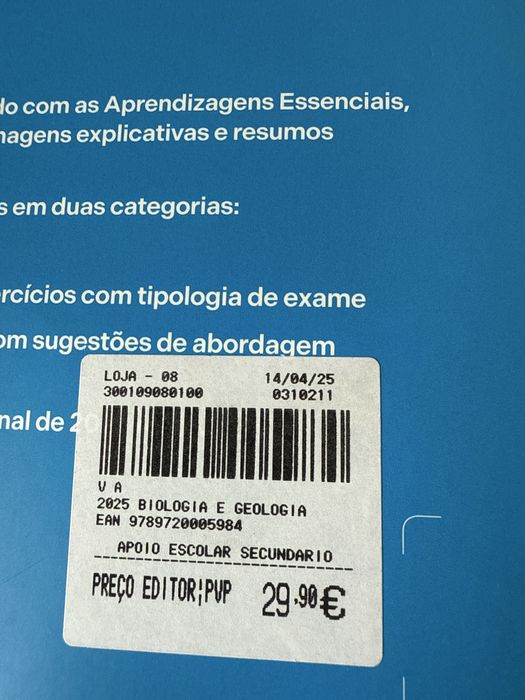 do com as Aprendizagens Essenciais,
magens explicativas e resumos
s em duas categorias:
rcícios com tipologia de exame
om sugestões de abordagem
nal de 20
LOJA - 08 14/04/25
300109080100 0310211
V A
2025 BIOLOGIA E GEOLOGIA
EAN 9789720005984
APOIO ESCOLAR SECUNDARIO
PREÇO EDITOR¦PVP 29.90€